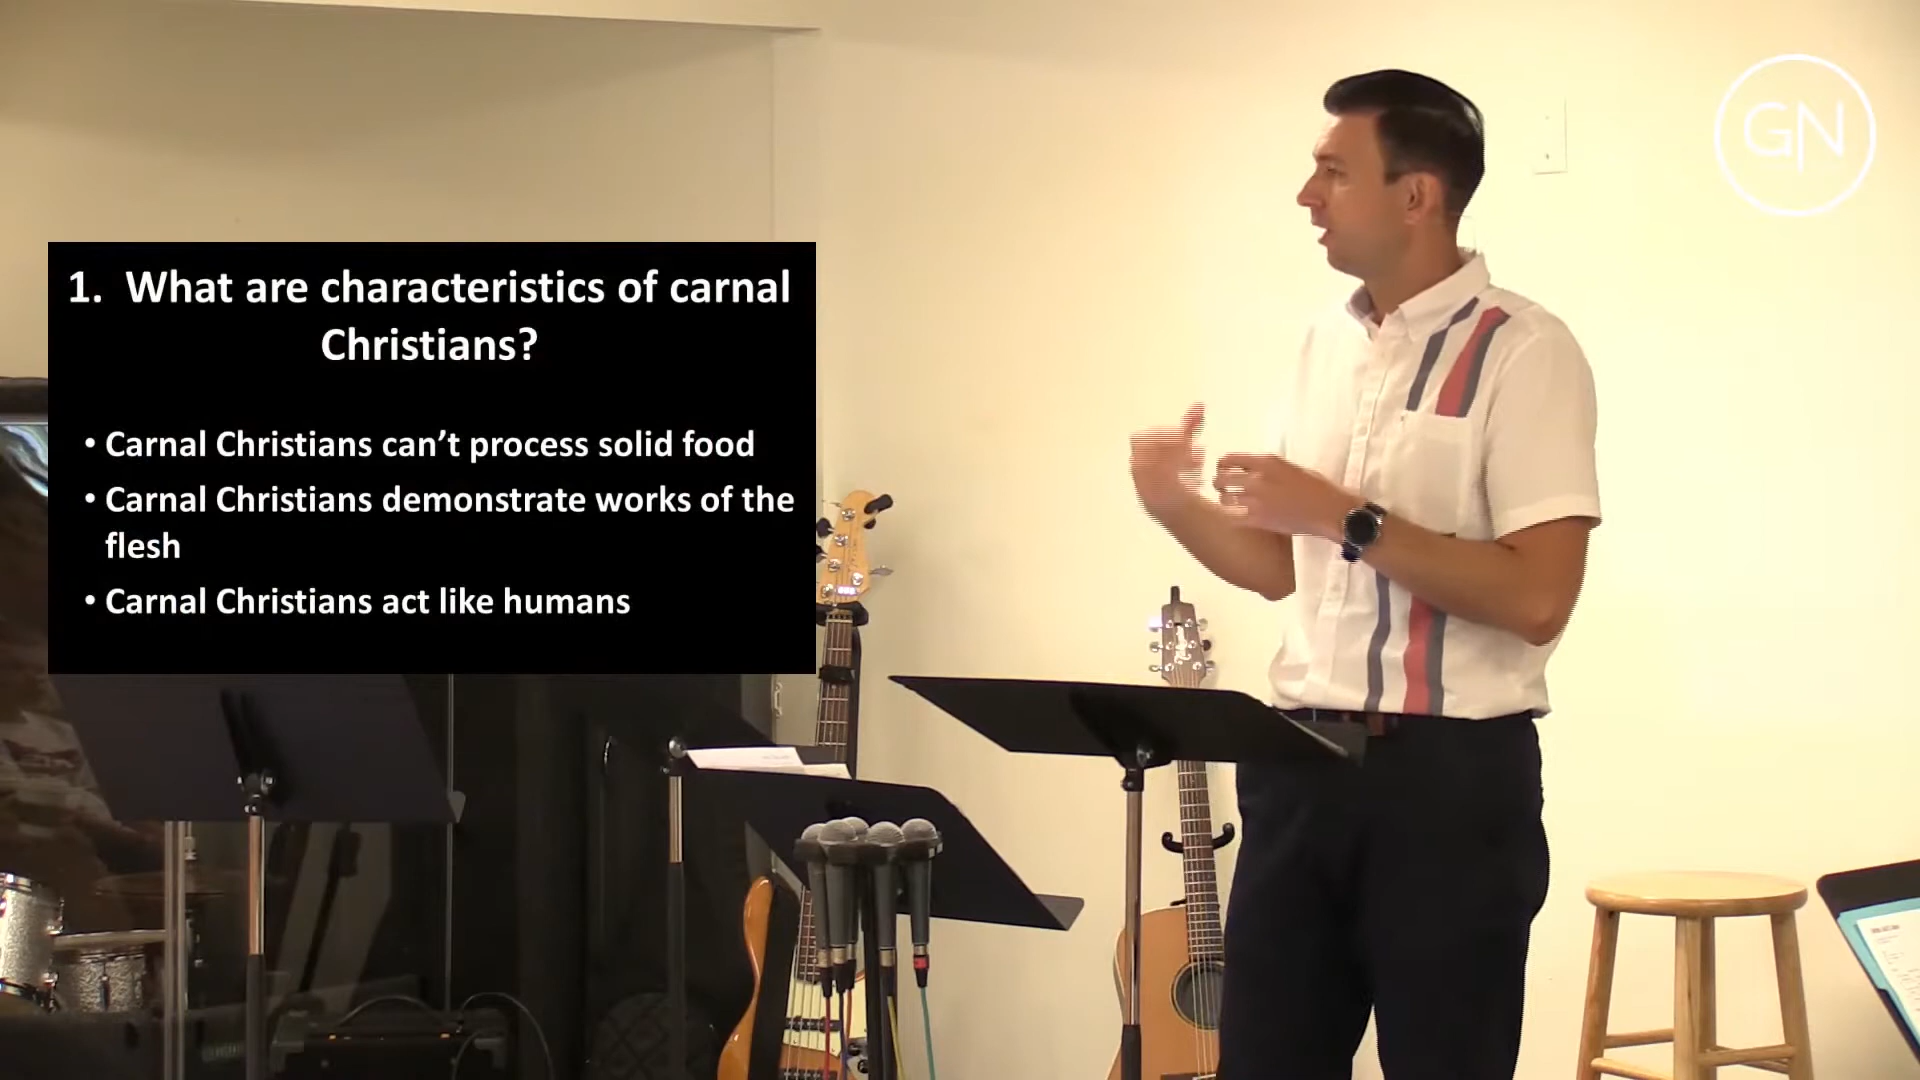 GN
1. What are characteristics of carnal
Christians?
• Carnal Christians can’t process solid food
• Carnal Christians demonstrate works of the
flesh
• Carnal Christians act like humans